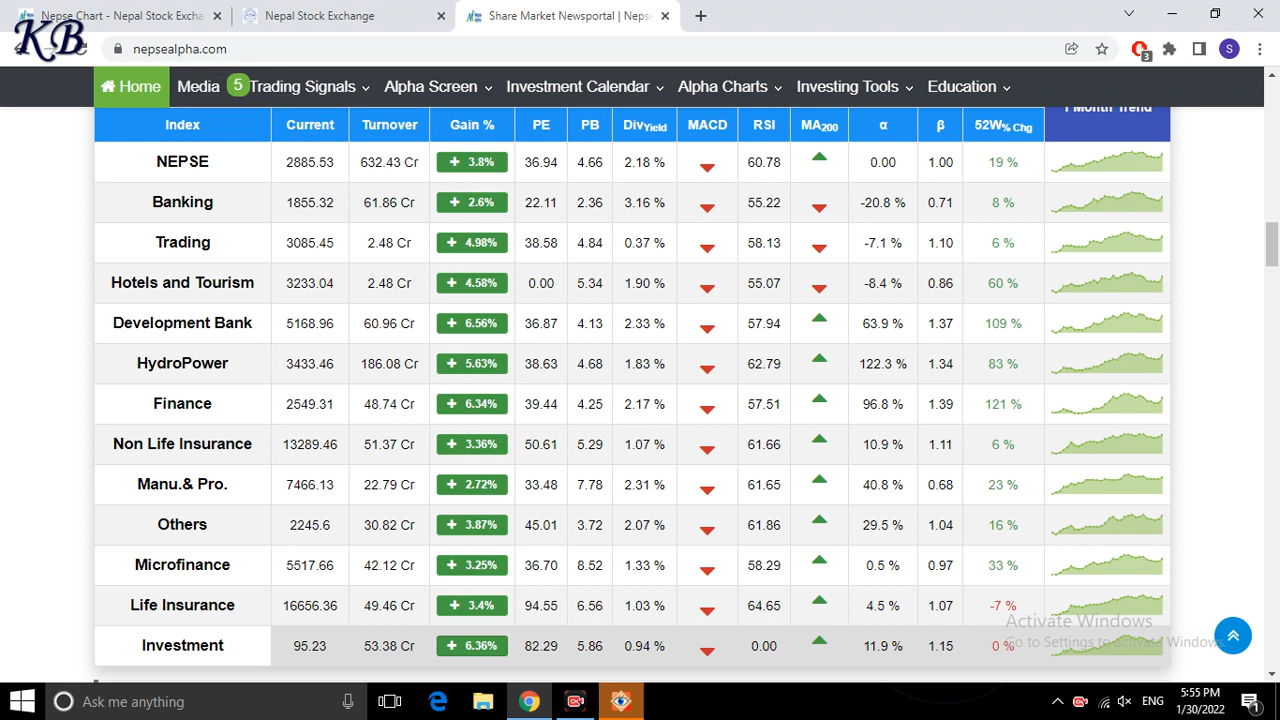 Nepse Chart - Nepal Stock Excha
Nepal Stock Exchange
Share Market Newsportal | Nepse
KB
nepsealpha.com
3
S
Home Media 5 Trading Signals Alpha Screen Investment Calendar Alpha Charts Investing Tools Education
Index Current Turnover Gain % PE PB DivYield MACD RSI MA200 α β 52W% Chg 1 Month Trend
NEPSE 2885.53 632.43 Cr + 3.8% 36.94 4.66 2.18 % 60.78 0.00 1.00 19 %
Banking 1855.32 61.86 Cr + 2.6% 22.11 2.36 3.16 % 55.22 -20.8 % 0.71 8 %
Trading 3085.45 2.48 Cr + 4.98% 38.58 4.84 0.37 % 58.13 -7.1 % 1.10 6 %
Hotels and Tourism 3233.04 2.48 Cr + 4.58% 0.00 5.34 1.90 % 55.07 -8.4 % 0.86 60 %
Development Bank 5168.96 60.96 Cr + 6.56% 36.87 4.13 2.33 % 57.94 63.9 % 1.37 109 %
HydroPower 3433.46 186.08 Cr + 5.63% 38.63 4.68 1.83 % 62.79 122.3 % 1.34 83 %
Finance 2549.31 48.74 Cr + 6.34% 39.44 4.25 2.17 % 57.51 96.8 % 1.39 121 %
Non Life Insurance 13289.46 51.37 Cr + 3.36% 50.61 5.29 1.07 % 61.66 10.9 % 1.11 6 %
Manu.& Pro. 7466.13 22.79 Cr + 2.72% 33.48 7.78 2.31 % 61.65 40.8 % 0.68 23 %
Others 2245.6 30.82 Cr + 3.87% 45.01 3.72 2.07 % 61.86 29.5 % 1.04 16 %
Microfinance 5517.66 42.12 Cr + 3.25% 36.70 8.52 1.33 % 58.29 0.5 % 0.97 33 %
Life Insurance 16656.36 49.46 Cr + 3.4% 94.55 6.56 1.03 % 64.65 4.5 % 1.07 -7 %
Investment 95.23 53.38 Cr + 6.36% 82.29 5.86 0.94 % 0.00 11.9 % 1.15 0 %
Activate Windows
Go to Settings to activate Windows.
Ask me anything
ENG
5:55 PM
1/30/2022
1